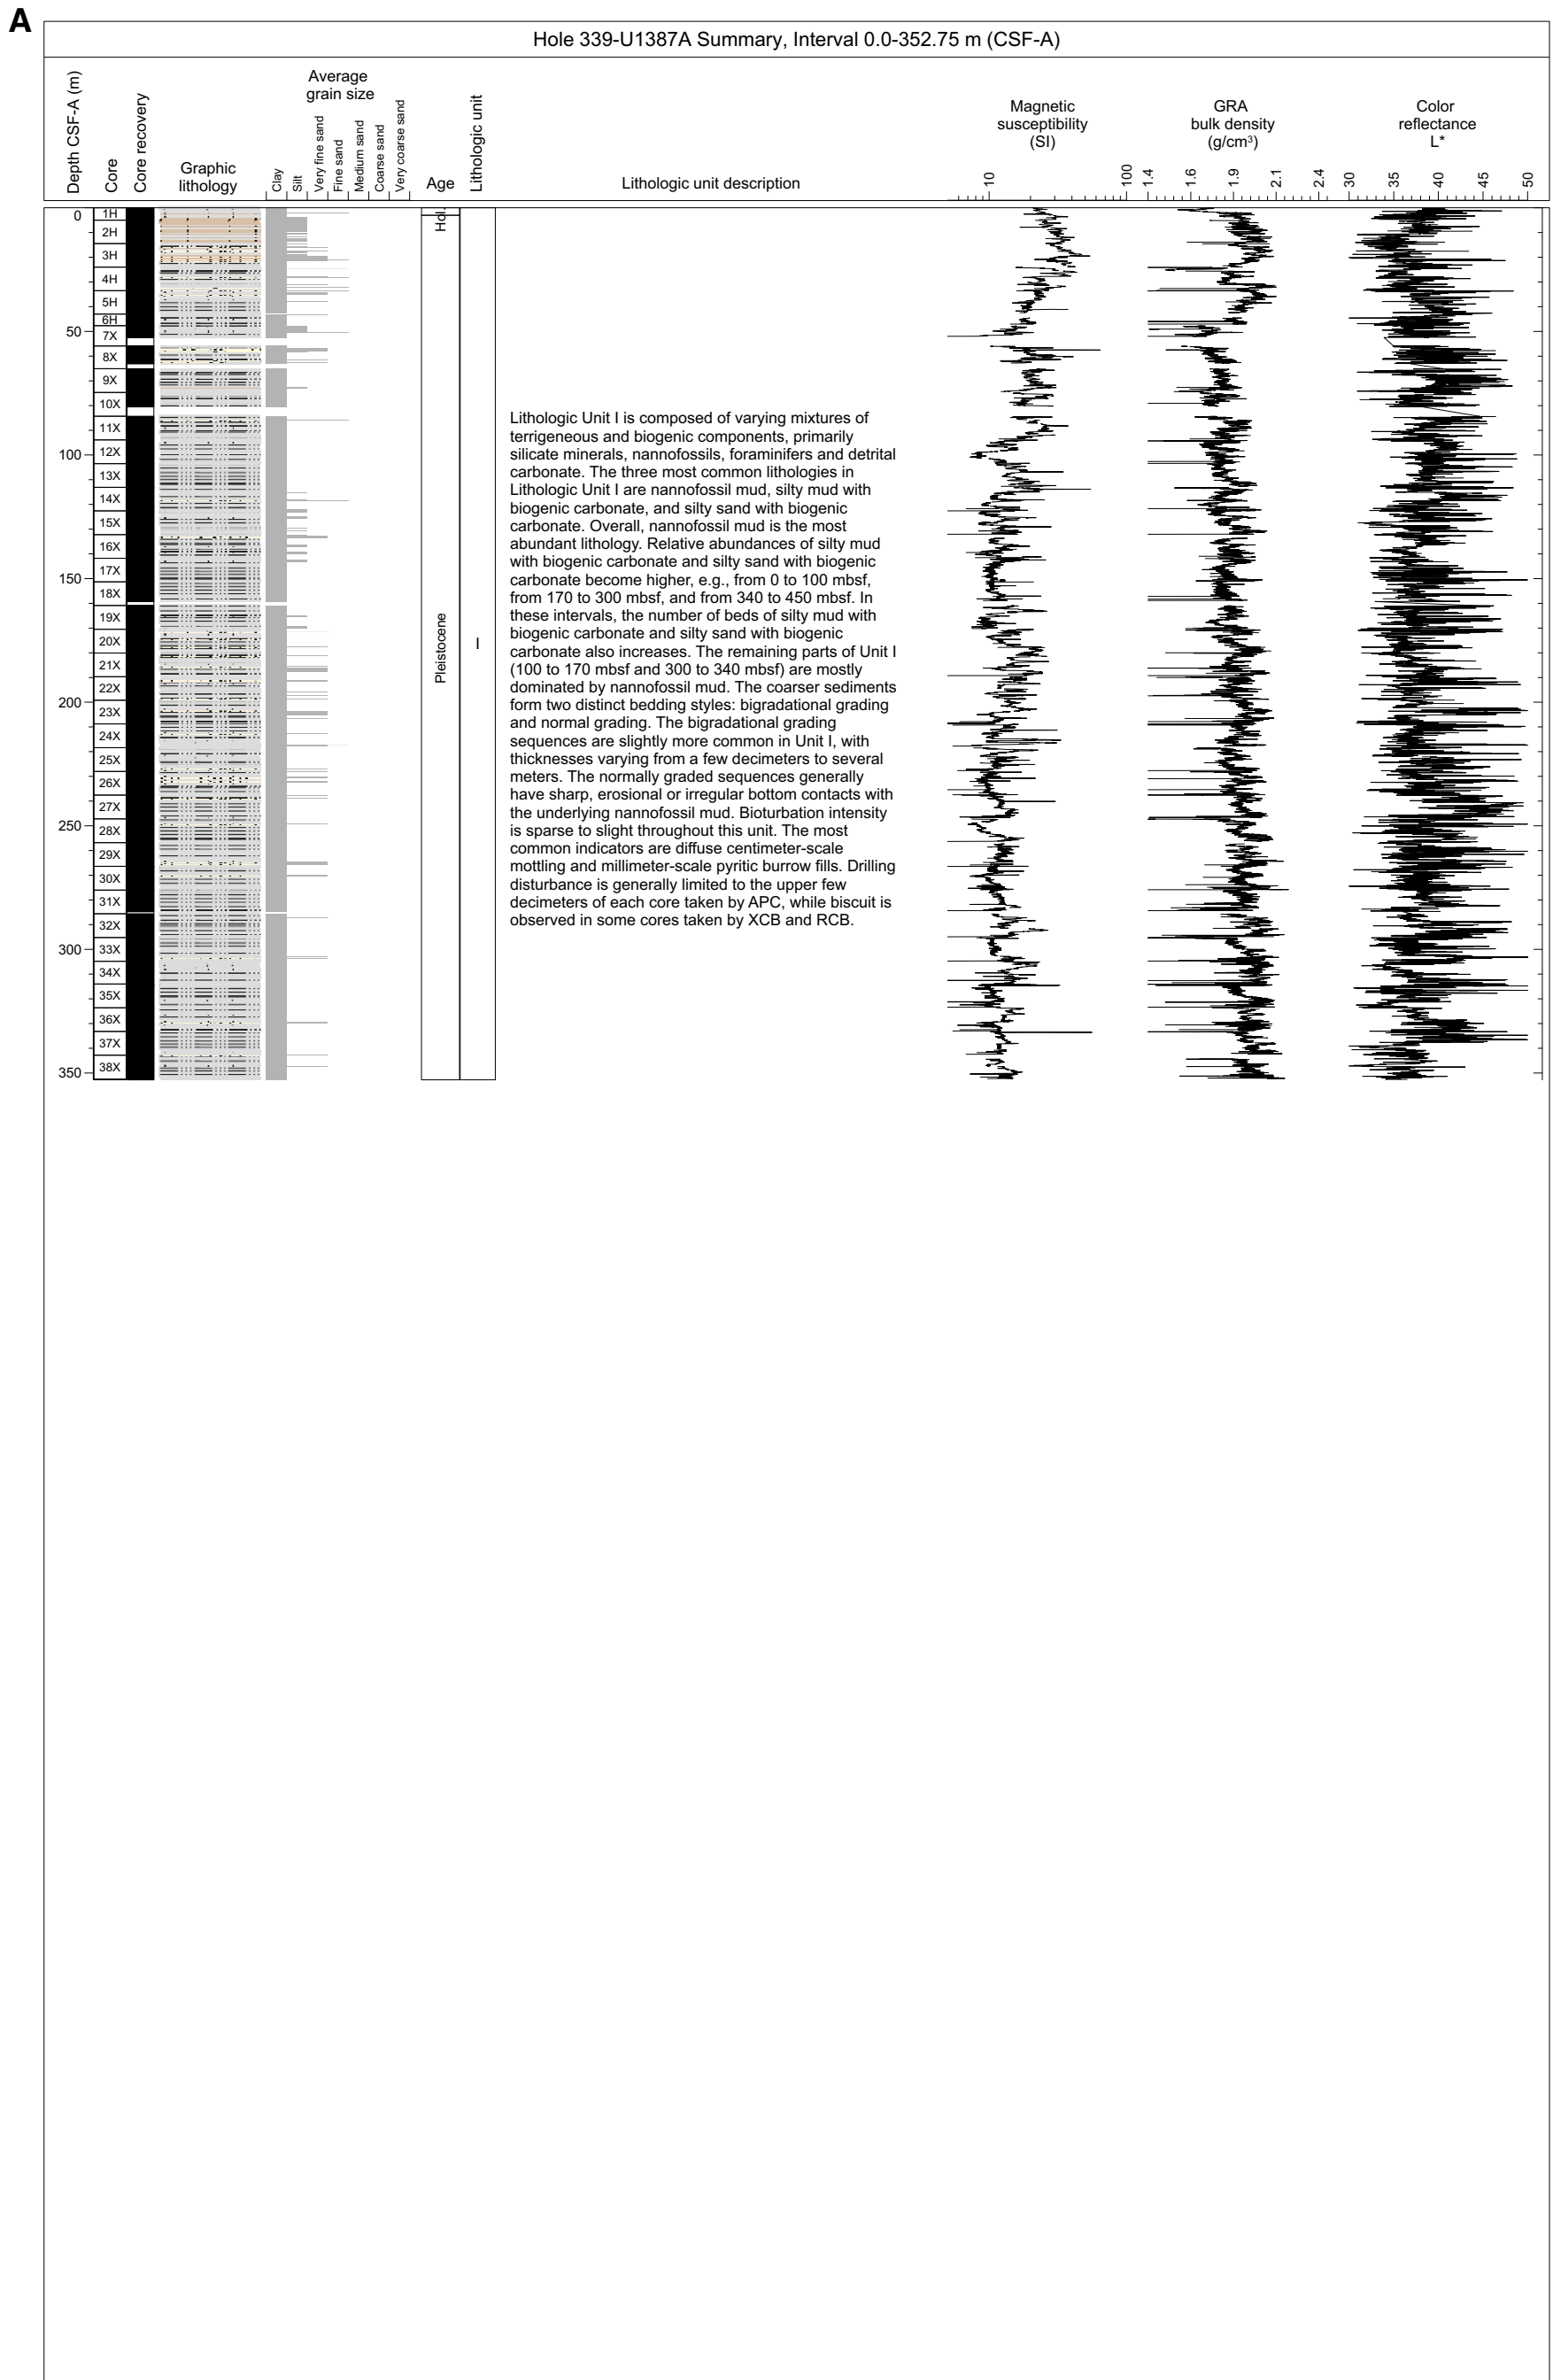 A
Hole 339-U1387A Summary, Interval 0.0-352.75 m (CSF-A)
Depth CSF-A (m)
Core
Core recovery
Graphic
lithology
Average
grain size
Clay
Silt
Very fine sand
Fine sand
Medium sand
Coarse sand
Very coarse sand
Age
Lithologic unit
Lithologic unit description
Magnetic
susceptibility
(SI)
10
100
GRA
bulk density
(g/cm³)
1.4
1.6
1.9
2.1
2.4
Color
reflectance
L*
30
35
40
45
50
0
50
100
150
200
250
300
350
1H
2H
3H
4H
5H
6H
7X
8X
9X
10X
11X
12X
13X
14X
15X
16X
17X
18X
19X
20X
21X
22X
23X
24X
25X
26X
27X
28X
29X
30X
31X
32X
33X
34X
35X
36X
37X
38X
Hol.
Pleistocene
I
Lithologic Unit I is composed of varying mixtures of
terrigeneous and biogenic components, primarily
silicate minerals, nannofossils, foraminifers and detrital
carbonate. The three most common lithologies in
Lithologic Unit I are nannofossil mud, silty mud with
biogenic carbonate, and silty sand with biogenic
carbonate. Overall, nannofossil mud is the most
abundant lithology. Relative abundances of silty mud
with biogenic carbonate and silty sand with biogenic
carbonate become higher, e.g., from 0 to 100 mbsf,
from 170 to 300 mbsf, and from 340 to 450 mbsf. In
these intervals, the number of beds of silty mud with
biogenic carbonate and silty sand with biogenic
carbonate also increases. The remaining parts of Unit I
(100 to 170 mbsf and 300 to 340 mbsf) are mostly
dominated by nannofossil mud. The coarser sediments
form two distinct bedding styles: bigradational grading
and normal grading. The bigradational grading
sequences are slightly more common in Unit I, with
thicknesses varying from a few decimeters to several
meters. The normally graded sequences generally
have sharp, erosional or irregular bottom contacts with
the underlying nannofossil mud. Bioturbation intensity
is sparse to slight throughout this unit. The most
common indicators are diffuse centimeter-scale
mottling and millimeter-scale pyritic burrow fills. Drilling
disturbance is generally limited to the upper few
decimeters of each core taken by APC, while biscuit is
observed in some cores taken by XCB and RCB.